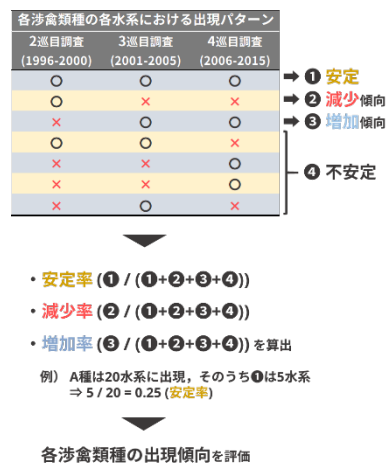 各渉禽類種の各水系における出現パターン
2巡目調査 3巡目調査 4巡目調査
(1996-2000) (2001-2005) (2006-2015)
○ ○ ○ ➡ ❶ 安定
○ × × ➡ ❷ 減少傾向
× ○ ○ ➡ ❸ 増加傾向
○ ○ ×
× × ○ ❹ 不安定
× × ○
× ○ ×
・安定率 (❶ / (❶+❷+❸+❹))
・減少率 (❷ / (❶+❷+❸+❹))
・増加率 (❸ / (❶+❷+❸+❹)) を算出
例） A種は20水系に出現，そのうち❶は5水系
⇒ 5 / 20 = 0.25 (安定率)
各渉禽類種の出現傾向を評価